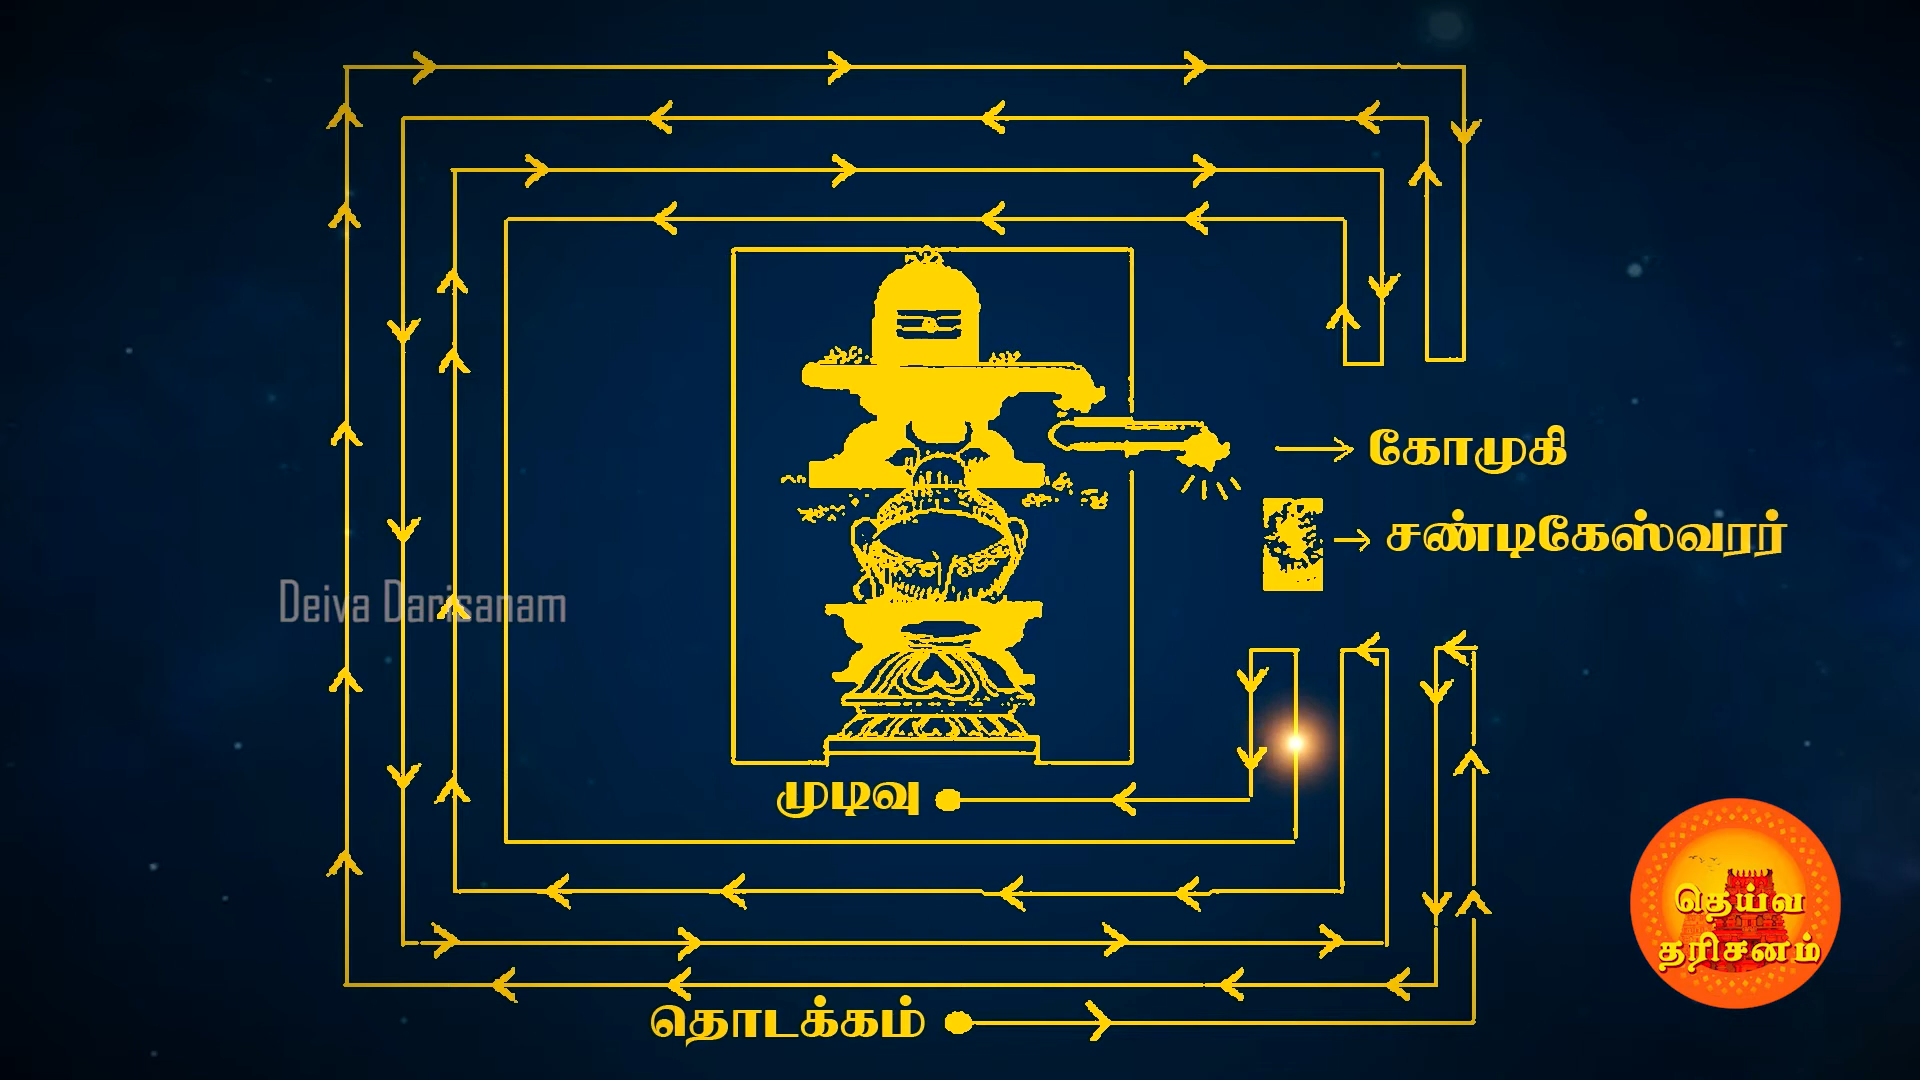 கோமுகி
சண்டிகேஸ்வரர்
Deiva Darisanam
முடிவு
தெய்வ
தரிசனம்
தொடக்கம்